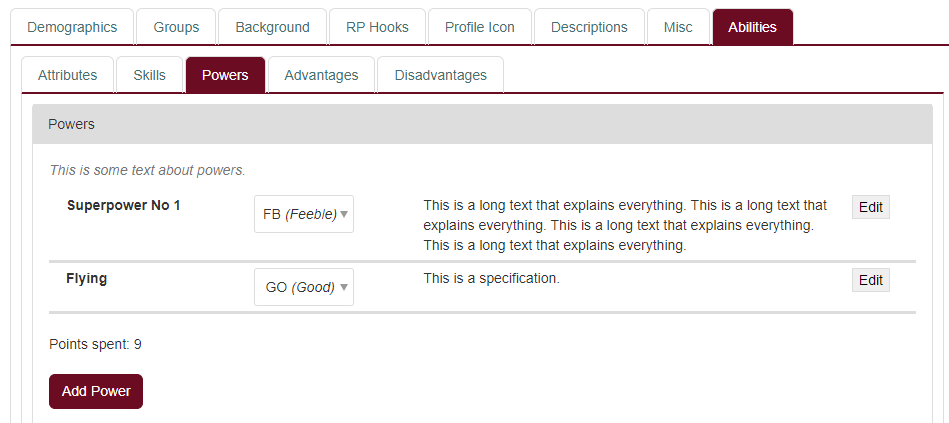 Demographics Groups Background RP Hooks Profile Icon Descriptions Misc Abilities
Attributes Skills Powers Advantages Disadvantages
Powers
This is some text about powers.
Superpower No 1 FB (Feeble) This is a long text that explains everything. This is a long text that Edit
explains everything. This is a long text that explains everything.
This is a long text that explains everything.
Flying GO (Good) This is a specification. Edit
Points spent: 9
Add Power